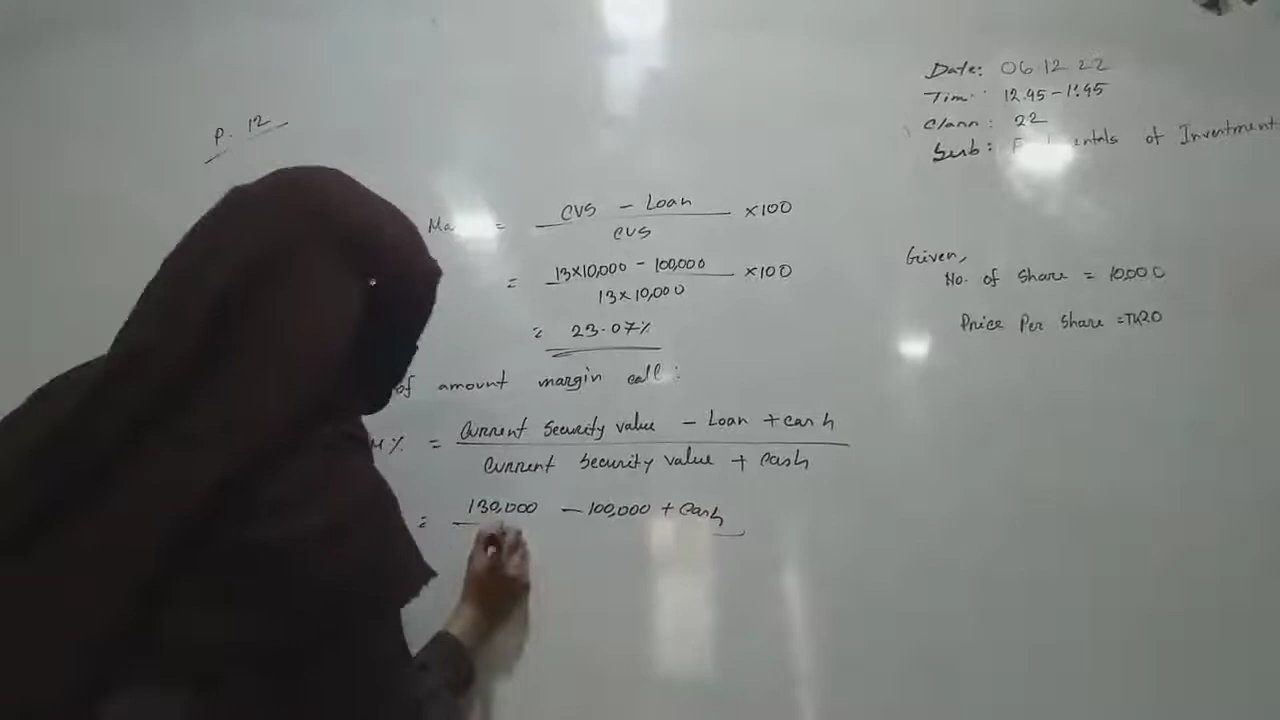 Date: 06 12 22
Tim: 12.45 - 1:45
Clann: 22
Sub: of Investment
P. 12
= CVS - Loan / CVS ×100
= 13×10,000 - 100,000 / 13×10,000 ×100
= 23.07%
Given,
No. of Share = 10,000
Price Per Share = TK20
of amount margin call:
M% = Current Security value - Loan + cash / Current Security value + Cash
= 130,000 - 100,000 + Cash